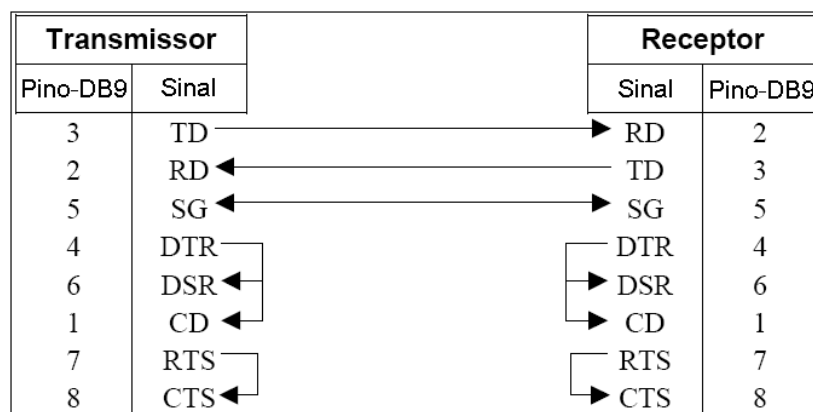 Transmissor Receptor
Pino-DB9 Sinal Sinal Pino-DB9
3 TD RD 2
2 RD TD 3
5 SG SG 5
4 DTR DTR 4
6 DSR DSR 6
1 CD CD 1
7 RTS RTS 7
8 CTS CTS 8